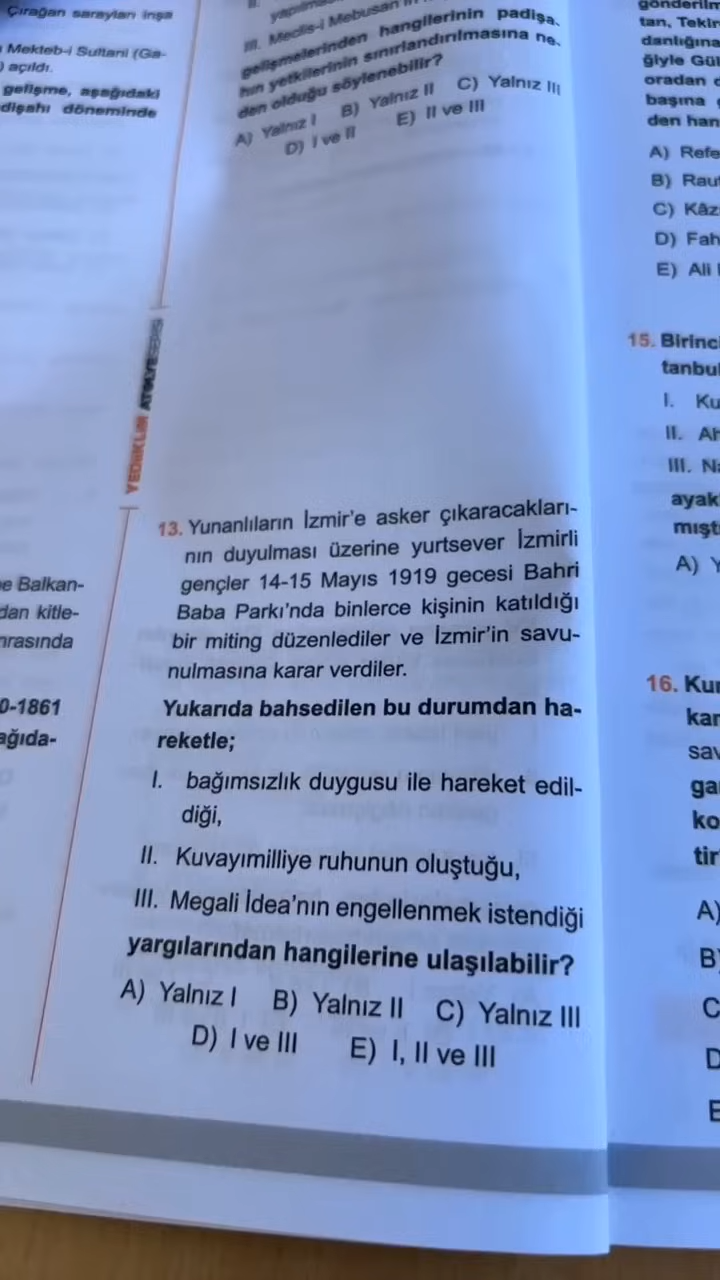 Çırağan sarayları inşa
Mekteb-i Sultani (Ga-
açıldı.
gelişme, aşağıdaki
dişahı döneminde
e Balkan-
dan kitle-
nrasında
0-1861
ağıda-
YEDİİKLİM
III. Meclis-i Mebusan'ın
gelişmelerinden hangilerinin padişa-
hın yetkilerinin sınırlandırılmasına ne-
den olduğu söylenebilir?
A) Yalnız I B) Yalnız II C) Yalnız III
D) I ve II E) II ve III
13. Yunanlıların İzmir'e asker çıkaracakları-
nın duyulması üzerine yurtsever İzmirli
gençler 14-15 Mayıs 1919 gecesi Bahri
Baba Parkı'nda binlerce kişinin katıldığı
bir miting düzenlediler ve İzmir'in savu-
nulmasına karar verdiler.
Yukarıda bahsedilen bu durumdan ha-
reketle;
I. bağımsızlık duygusu ile hareket edil-
diği,
II. Kuvayımilliye ruhunun oluştuğu,
III. Megali İdea'nın engellenmek istendiği
yargılarından hangilerine ulaşılabilir?
A) Yalnız I B) Yalnız II C) Yalnız III
D) I ve III E) I, II ve III
gönderilm
tan, Tekir
danlığına
ğiyle Gül
oradan
başına
den han
A) Refe
B) Rau
C) Kâz
D) Fah
E) Ali
15. Birinc
tanbul
I. Ku
II. Ah
III. Na
ayak
mışt
A) Y
16. Kur
kar
sav
ga
ko
tir
A)
B)
C
D
E